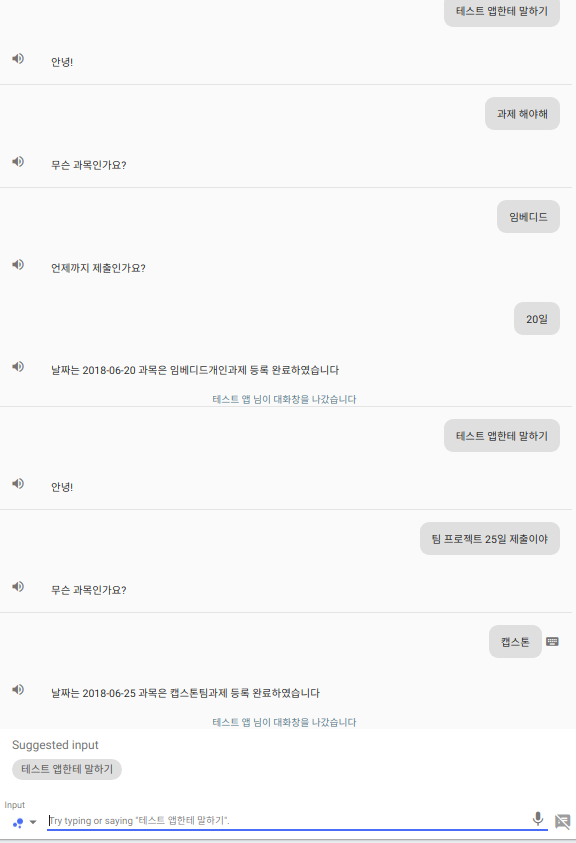 테스트 앱한테 말하기
안녕!
과제 해야해
무슨 과목인가요?
임베디드
언제까지 제출인가요?
20일
날짜는 2018-06-20 과목은 임베디드개인과제 등록 완료하였습니다
테스트 앱 님이 대화창을 나갔습니다
테스트 앱한테 말하기
안녕!
팀 프로젝트 25일 제출이야
무슨 과목인가요?
캡스톤
날짜는 2018-06-25 과목은 캡스톤팀과제 등록 완료하였습니다
테스트 앱 님이 대화창을 나갔습니다
Suggested input
테스트 앱한테 말하기
Input
Try typing or saying "테스트 앱한테 말하기".